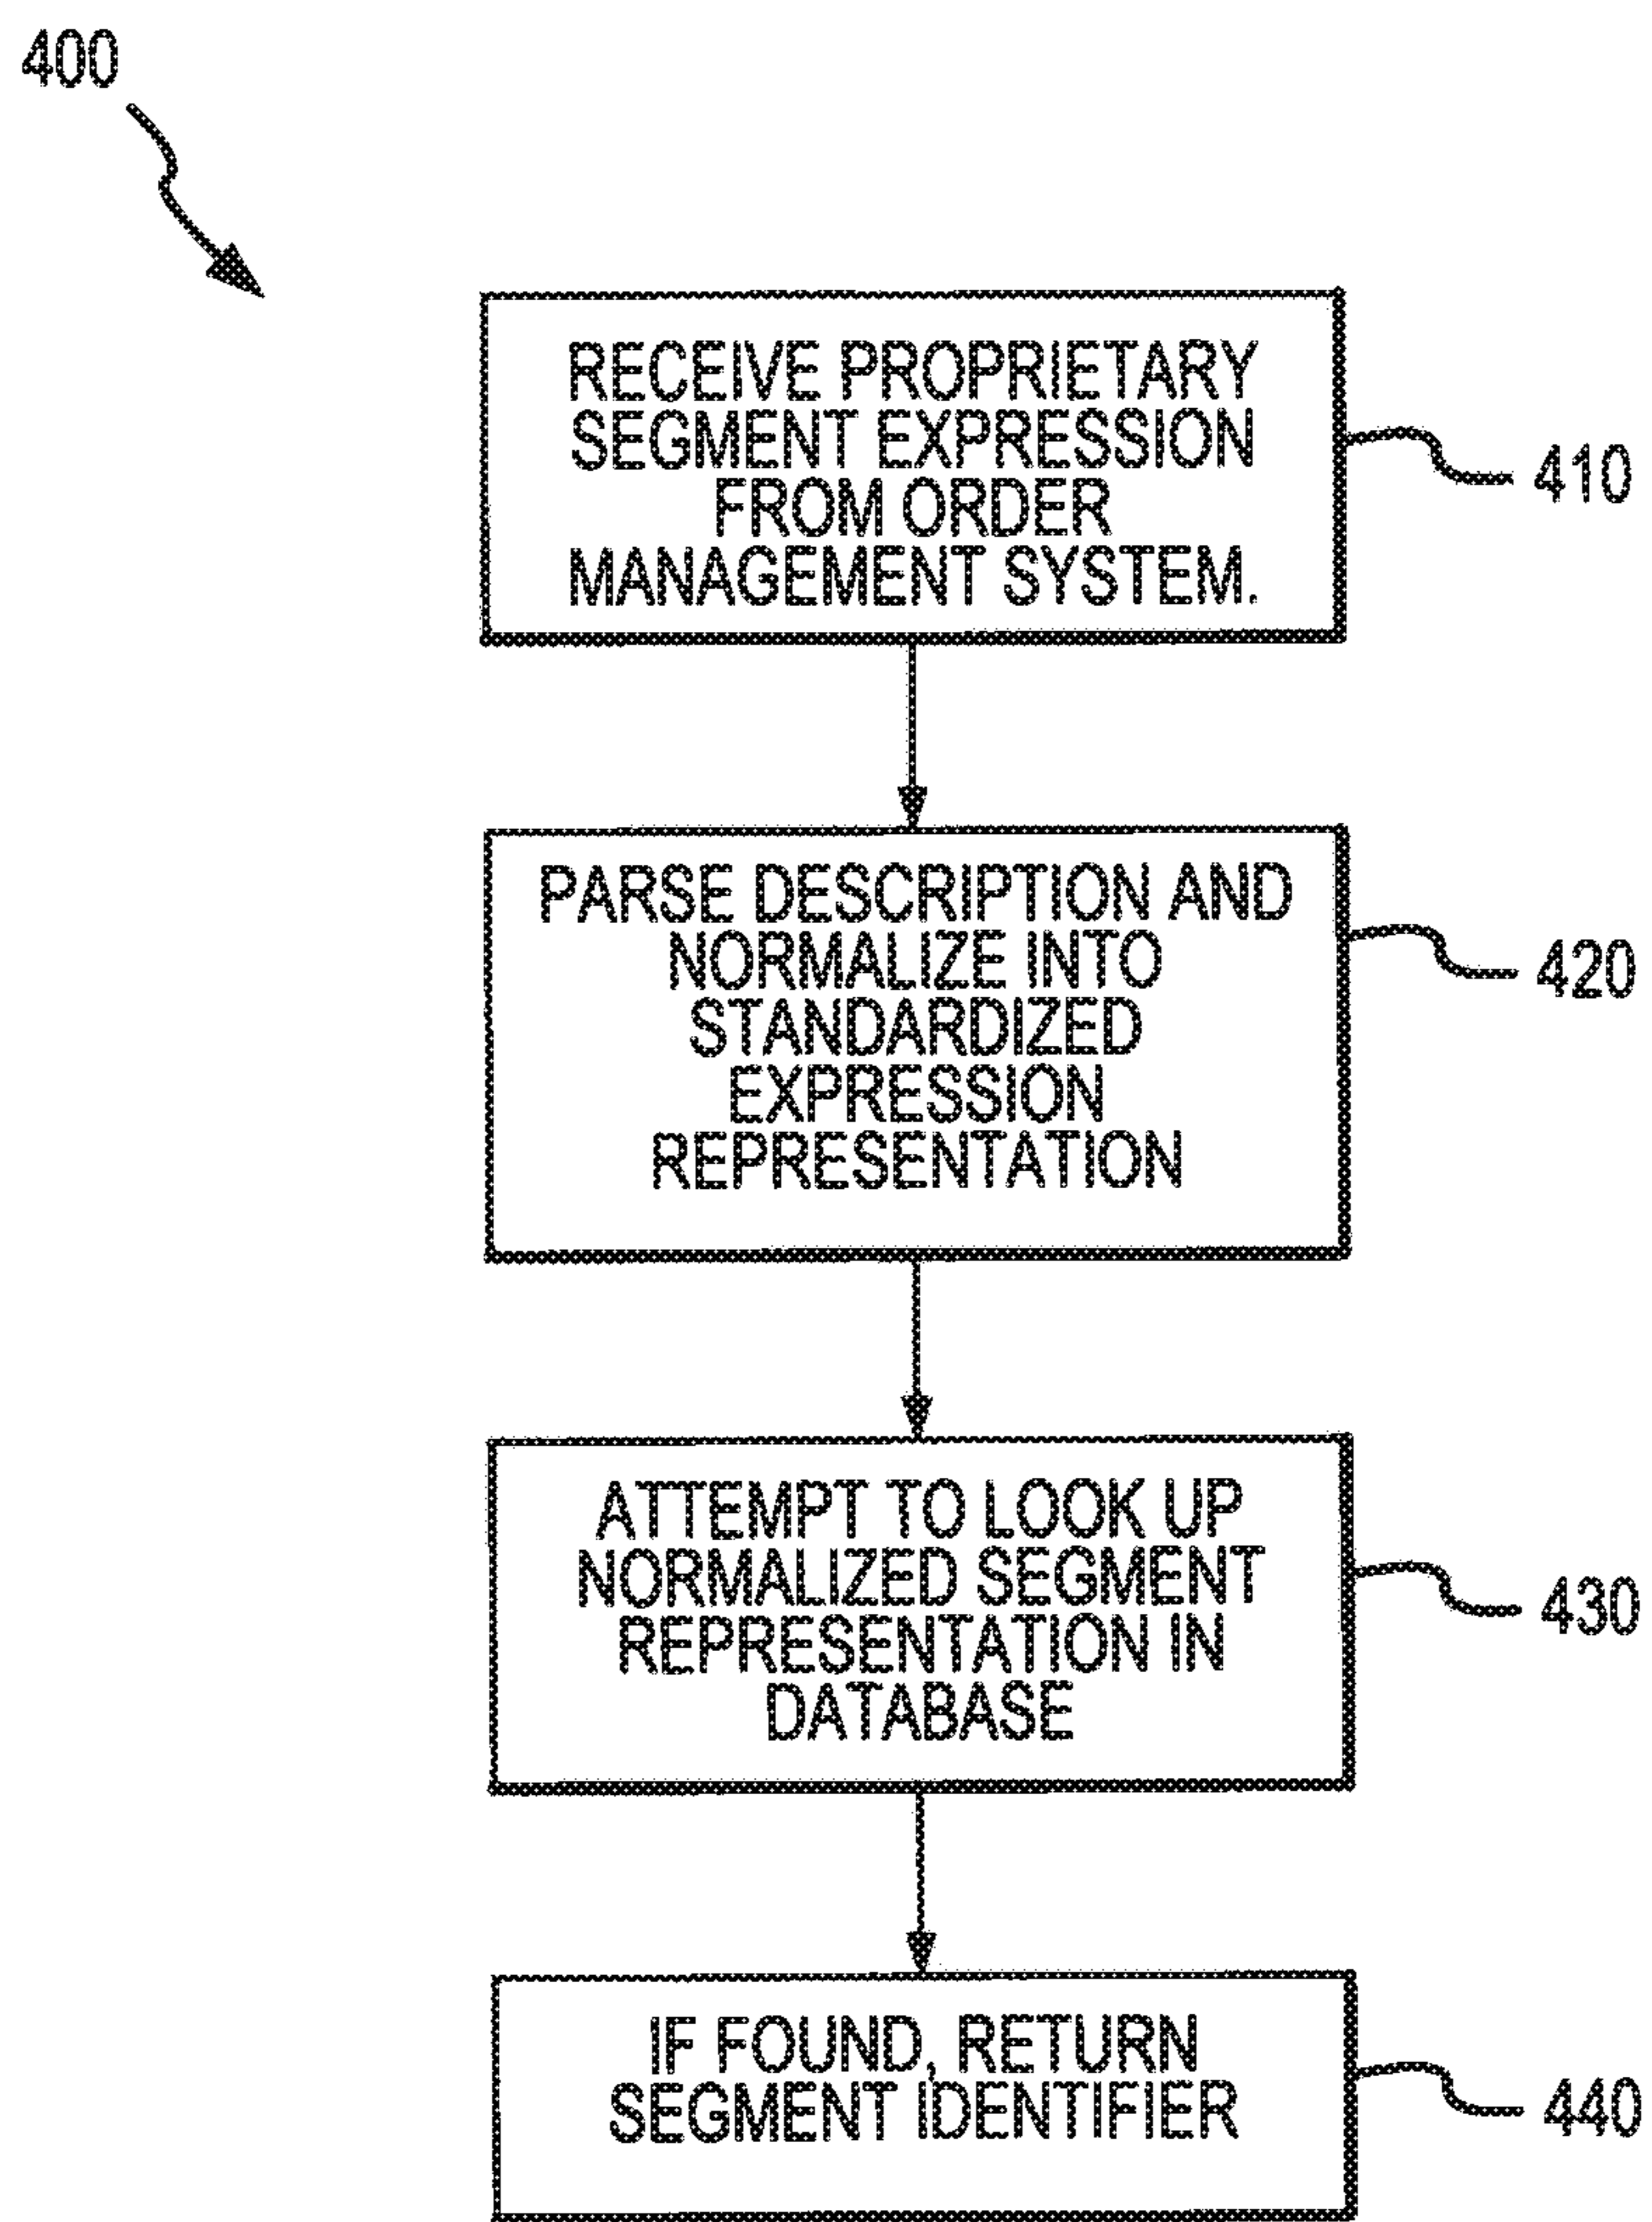 400
RECEIVE PROPRIETARY
SEGMENT EXPRESSION
FROM ORDER
MANAGEMENT SYSTEM.
410
PARSE DESCRIPTION AND
NORMALIZE INTO
STANDARDIZED
EXPRESSION
REPRESENTATION
420
ATTEMPT TO LOOK UP
NORMALIZED SEGMENT
REPRESENTATION IN
DATABASE
430
IF FOUND, RETURN
SEGMENT IDENTIFIER
440